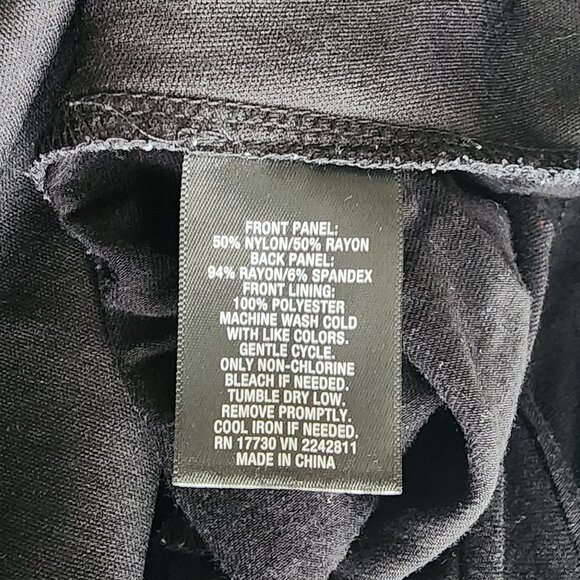 FRONT PANEL:
50% NYLON/50% RAYON
BACK PANEL:
94% RAYON/6% SPANDEX
FRONT LINING:
100% POLYESTER
MACHINE WASH COLD
WITH LIKE COLORS.
GENTLE CYCLE.
ONLY NON-CHLORINE
BLEACH IF NEEDED.
TUMBLE DRY LOW.
REMOVE PROMPTLY.
COOL IRON IF NEEDED.
RN 17730 VN 2242811
MADE IN CHINA